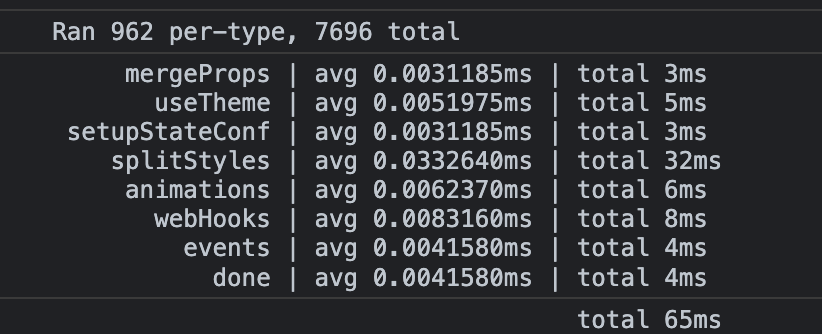 Ran 962 per-type, 7696 total
mergeProps | avg 0.0031185ms | total 3ms
useTheme | avg 0.0051975ms | total 5ms
setupStateConf | avg 0.0031185ms | total 3ms
splitStyles | avg 0.0332640ms | total 32ms
animations | avg 0.0062370ms | total 6ms
webHooks | avg 0.0083160ms | total 8ms
events | avg 0.0041580ms | total 4ms
done | avg 0.0041580ms | total 4ms
total 65ms